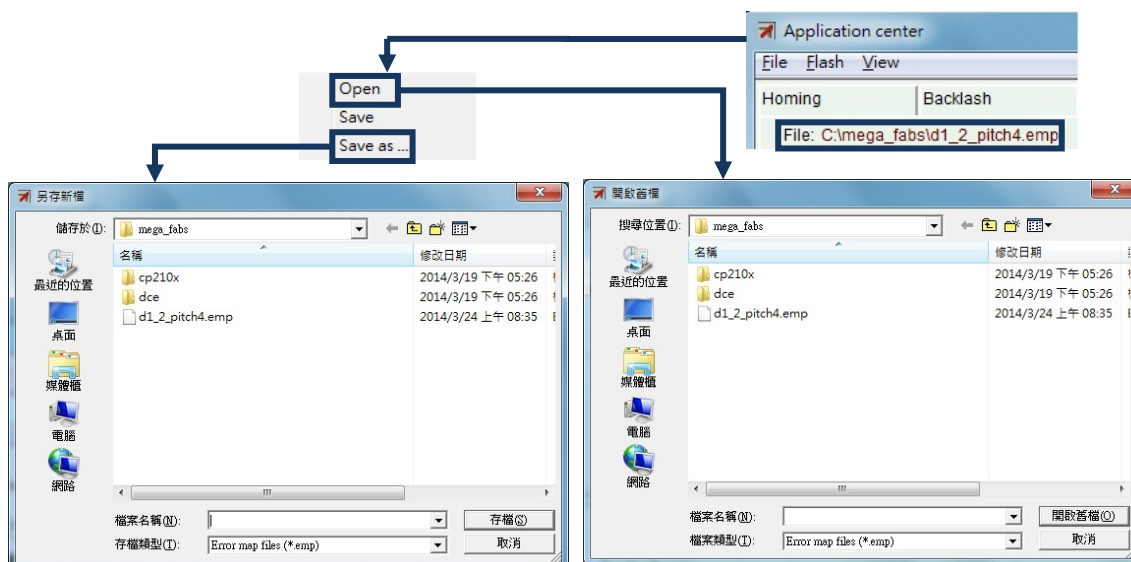 Application center
File Flash View
Homing Backlash
File: C:\mega_fabs\d1_2_pitch4.emp
Open
Save
Save as ...
另存新檔
儲存於(I): mega_fabs
名稱 修改日期
cp210x 2014/3/19 下午 05:26
dce 2014/3/19 下午 05:26
d1_2_pitch4.emp 2014/3/24 上午 08:35
最近的位置
桌面
媒體櫃
電腦
網路
檔案名稱(N): 存檔(S)
存檔類型(T): Error map files (*.emp) 取消
開啟舊檔
搜尋位置(I): mega_fabs
名稱 修改日期
cp210x 2014/3/19 下午 05:26
dce 2014/3/19 下午 05:26
d1_2_pitch4.emp 2014/3/24 上午 08:35
最近的位置
桌面
媒體櫃
電腦
網路
檔案名稱(N): 開啟舊檔(O)
檔案類型(T): Error map files (*.emp) 取消